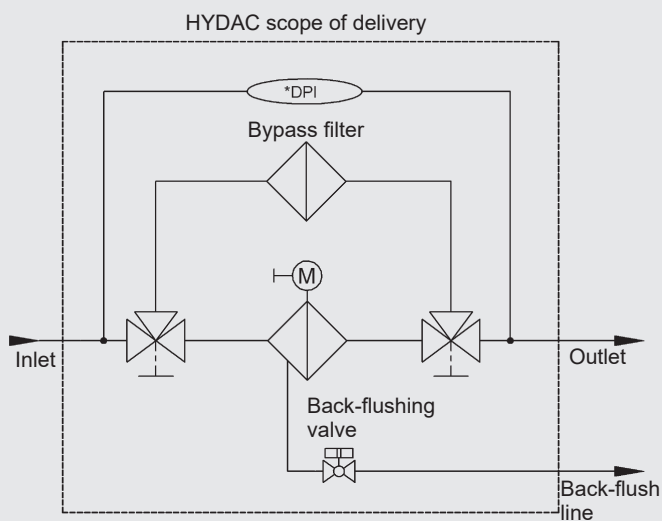 HYDAC scope of delivery
*DPI
Bypass filter
M
Inlet
Outlet
Back-flushing
valve
Back-flush
line